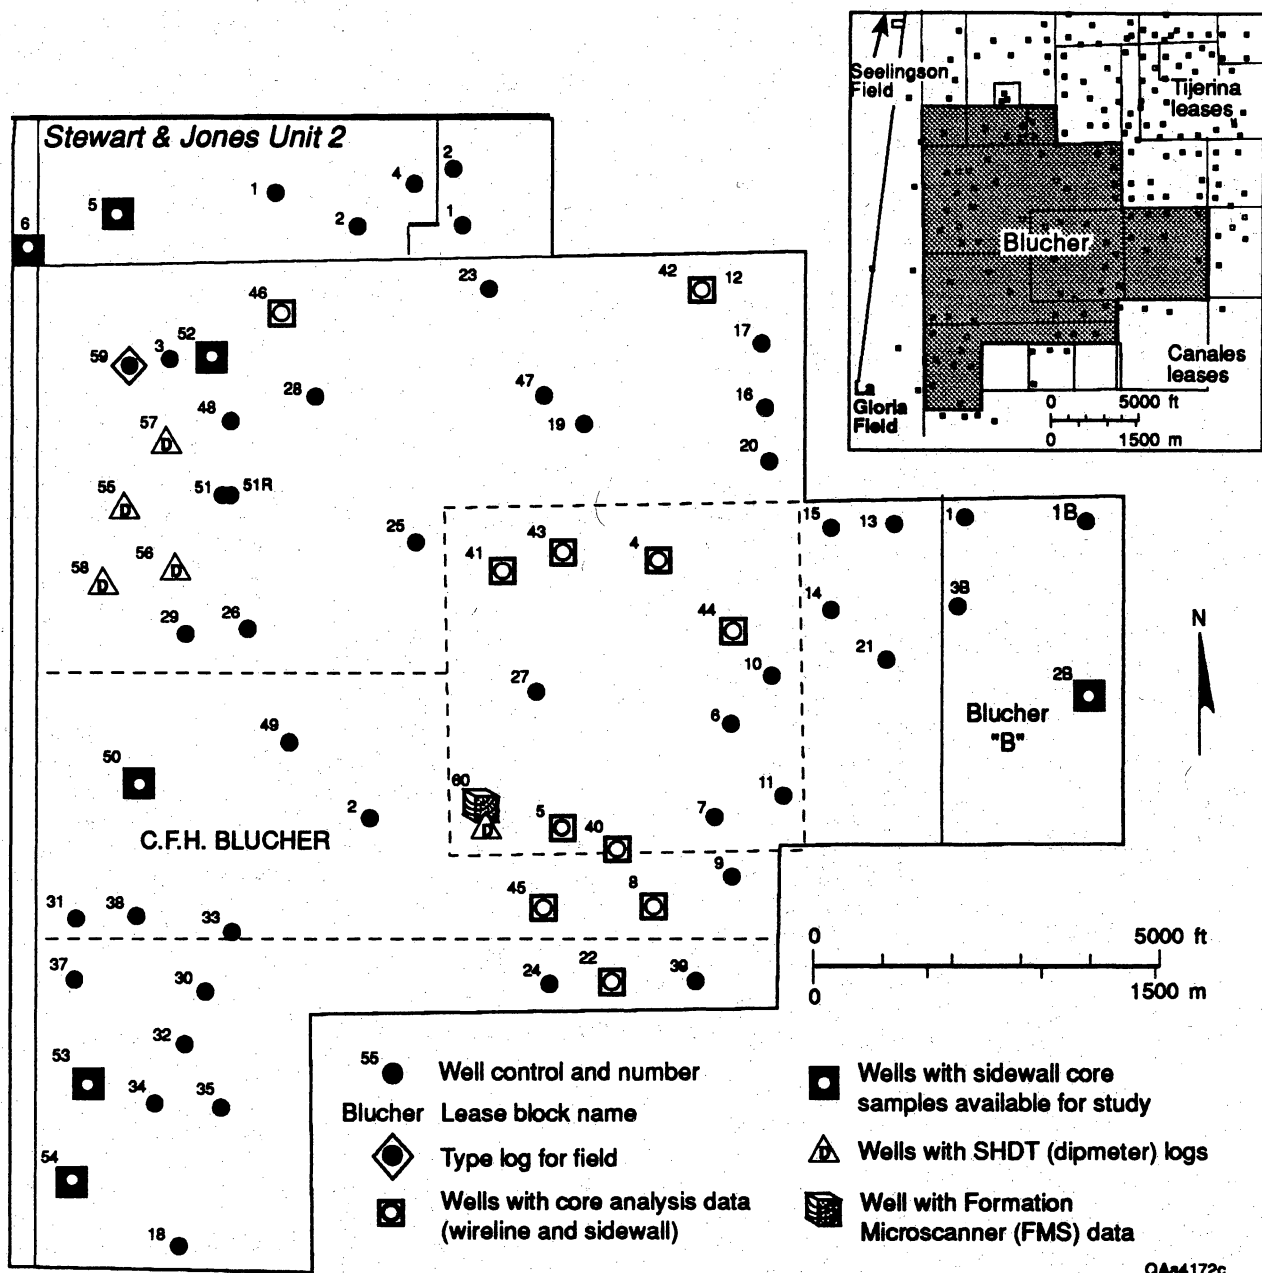 Seelingson
Field
Tijerina
leases
Blucher
Canales
leases
Gloria
Field
0 5000 ft
0 1500 m
Stewart & Jones Unit 2
5
6
1
2
4
2
1
23
42 12
46
17
59
3
52
28
47
16
48
19
57
20
55
51 51R
25
15
13
1
1B
41
43
4
58
56
14
3B
44
29
26
21
27
10
2B
6
Blucher
"B"
N
49
50
60
11
2
5
40
7
C.F.H. BLUCHER
9
45
8
31
38
33
0 5000 ft
0 1500 m
37
30
24
22
39
32
53
34
35
54
18
55 Well control and number
Blucher Lease block name
Type log for field
Wells with core analysis data
(wireline and sidewall)
Wells with sidewall core
samples available for study
D Wells with SHDT (dipmeter) logs
Well with Formation
Microscanner (FMS) data
QAa4172c